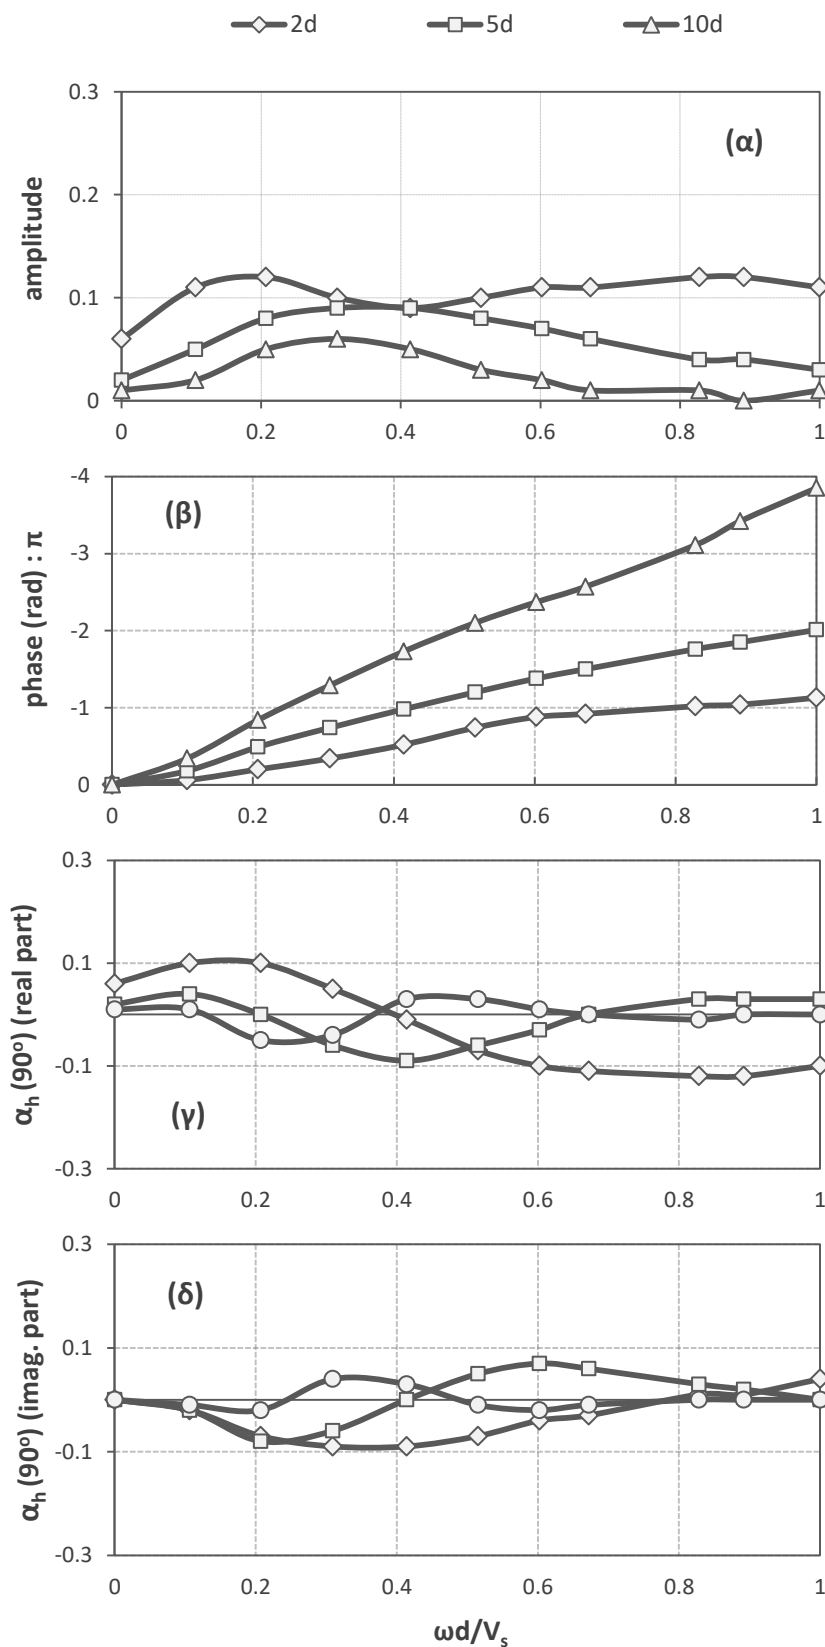 2d 5d 10d
0.3
(α)
0.2
amplitude
0.1
0
0 0.2 0.4 0.6 0.8 1
-4
(β)
-3
phase (rad) : π
-2
-1
0
0 0.2 0.4 0.6 0.8 1
0.3
αh (90º) (real part)
0.1
-0.1
(γ)
-0.3
0 0.2 0.4 0.6 0.8 1
0.3
(δ)
αh (90º) (imag. part)
0.1
-0.1
-0.3
0 0.2 0.4 0.6 0.8 1
ωd/Vs